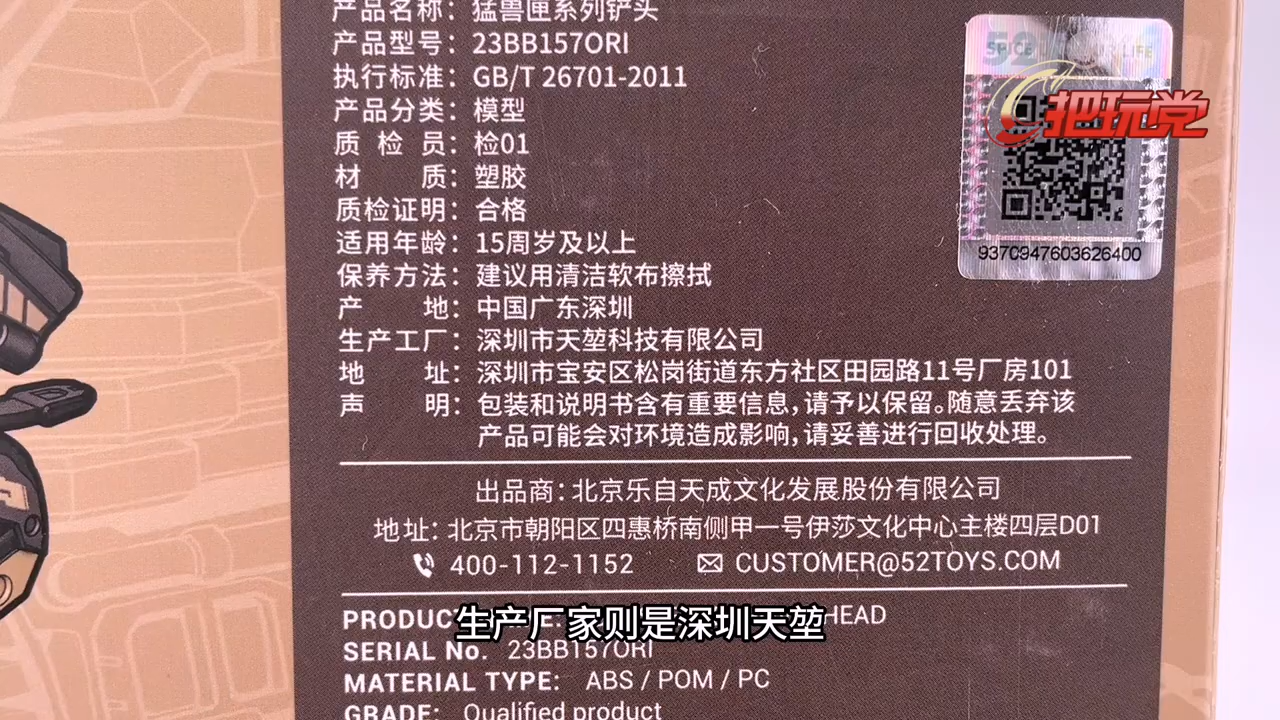 产品名称：猛兽匣系列铲头
产品型号：23BB157ORI
执行标准：GB/T 26701-2011
产品分类：模型
质检员：检01
材质：塑胶
质检证明：合格
适用年龄：15周岁及以上
保养方法：建议用清洁软布擦拭
产地：中国广东深圳
生产工厂：深圳市天堃科技有限公司
地址：深圳市宝安区松岗街道东方社区田园路11号厂房101
声明：包装和说明书含有重要信息，请予以保留。随意丢弃该
产品可能会对环境造成影响，请妥善进行回收处理。
出品商：北京乐自天成文化发展股份有限公司
地址：北京市朝阳区四惠桥南侧甲一号伊莎文化中心主楼四层D01
400-112-1152 CUSTOMER@52TOYS.COM
PRODUC HEAD
生产厂家则是深圳天堃
SERIAL No. 23BB157ORI
MATERIAL TYPE: ABS / POM / PC
GRADE: Qualified product
把玩党
937C947603626400